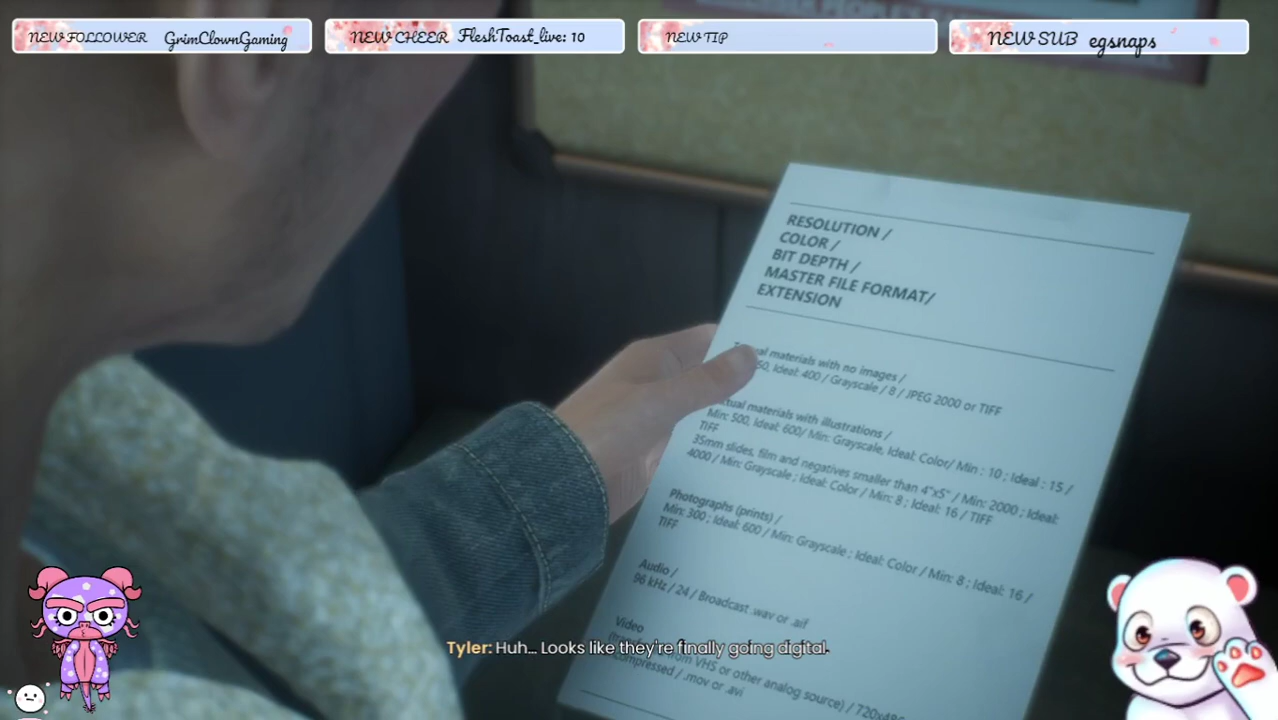 NEW FOLLOWER GrimClownGaming
NEW CHEER FleshToast_live: 10
NEW TIP
NEW SUB egsnaps
RESOLUTION /
COLOR /
BIT DEPTH /
MASTER FILE FORMAT/
EXTENSION
materials with no images /
Ideal: 400 / Grayscale / 8 / JPEG 2000 or TIFF
materials with illustrations /
Min: 500, Ideal: 600/ Min: Grayscale, Ideal: Color/ Min : 10 ; Ideal : 15 /
TIFF
35mm slides, film and negatives smaller than 4"x5" / Min: 2000 ; Ideal:
4000 / Min: Grayscale ; Ideal: Color / Min: 8 ; Ideal: 16 / TIFF
Photographs (prints) /
Min: 300 ; Ideal: 600 / Min: Grayscale ; Ideal: Color / Min: 8 ; Ideal: 16 /
TIFF
Audio /
96 kHz / 24 / Broadcast .wav or .aif
Video
from VHS or other analog source) /
compressed / .mov or .avi
Tyler: Huh... Looks like they're finally going digital.